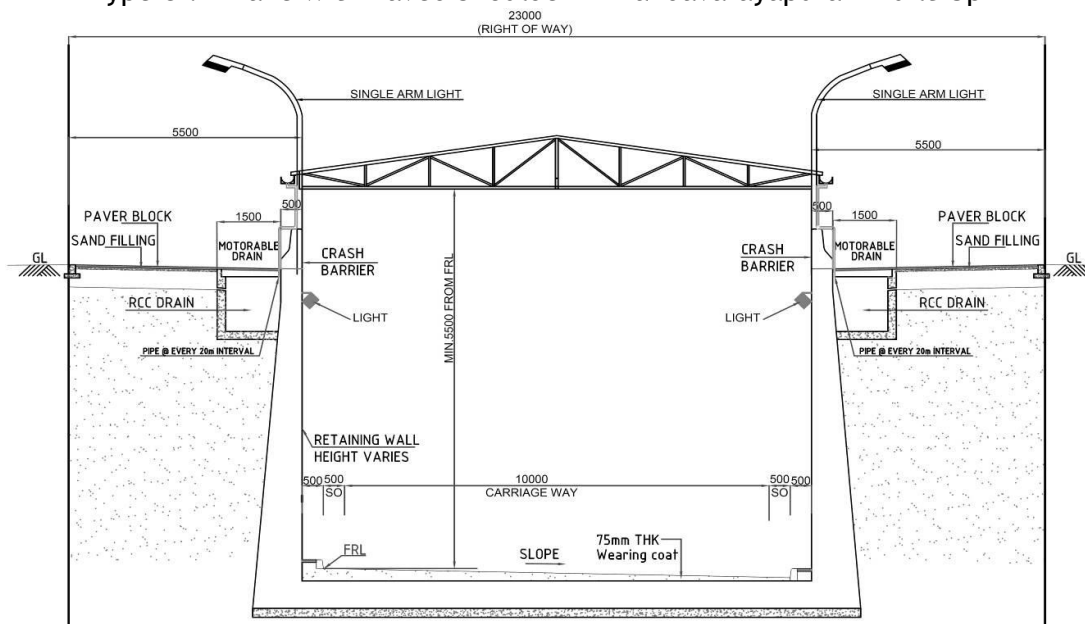 23000
(RIGHT OF WAY)
SINGLE ARM LIGHT
SINGLE ARM LIGHT
5500
5500
500
500
1500
1500
PAVER BLOCK
PAVER BLOCK
SAND FILLING
SAND FILLING
MOTORABLE
DRAIN
MOTORABLE
DRAIN
GL
GL
CRASH
BARRIER
CRASH
BARRIER
RCC DRAIN
RCC DRAIN
LIGHT
LIGHT
MIN.5500 FROM FRL
PIPE @ EVERY 20m INTERVAL
PIPE @ EVERY 20m INTERVAL
RETAINING WALL
HEIGHT VARIES
500 500 10000 500 500
SO CARRIAGE WAY SO
FRL
SLOPE
75mm THK
Wearing coat